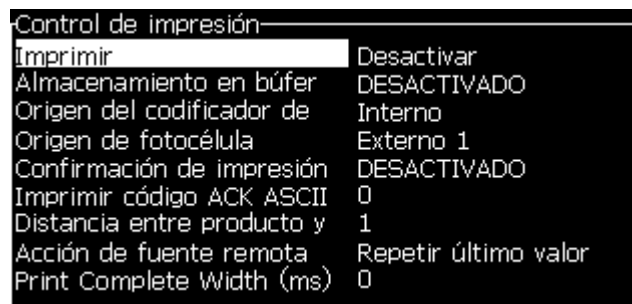 Control de impresión
Imprimir Desactivar
Almacenamiento en búfer DESACTIVADO
Origen del codificador de Interno
Origen de fotocélula Externo 1
Confirmación de impresión DESACTIVADO
Imprimir código ACK ASCII 0
Distancia entre producto y 1
Acción de fuente remota Repetir último valor
Print Complete Width (ms) 0